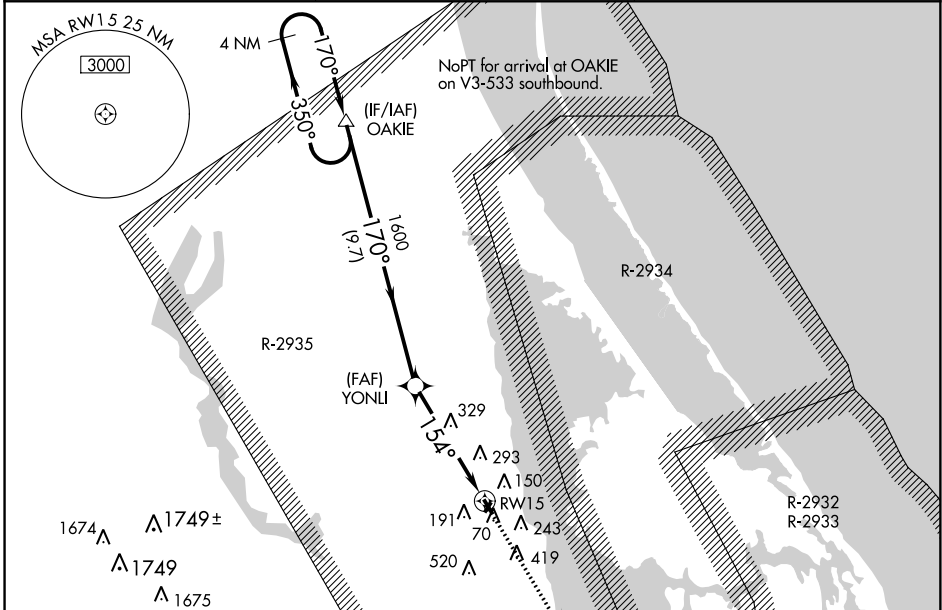 MSA RW15 25 NM
3000
4 NM
170°
350°
NoPT for arrival at OAKIE
on V3-533 southbound.
(IF/IAF)
OAKIE
1600
170°
(9.7)
R-2934
R-2935
(FAF)
YONLI
154°
329
293
150
RW15
191
70
243
419
520
1674
1749±
1749
1675
R-2932
R-2933